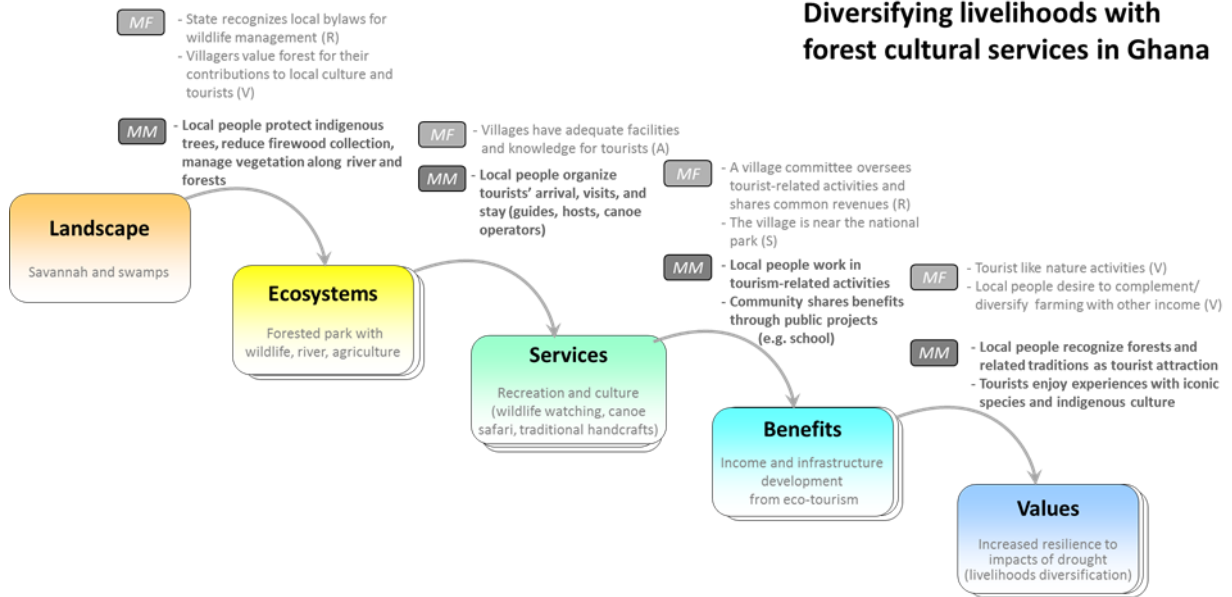 Diversifying livelihoods with
forest cultural services in Ghana
MF
- State recognizes local bylaws for
wildlife management (R)
- Villagers value forest for their
contributions to local culture and
tourists (V)
MM
- Local people protect indigenous
trees, reduce firewood collection,
manage vegetation along river and
forests
Landscape
Savannah and swamps
MF
- Villages have adequate facilities
and knowledge for tourists (A)
MM
- Local people organize
tourists' arrival, visits, and
stay (guides, hosts, canoe
operators)
Ecosystems
Forested park with
wildlife, river, agriculture
MF
- A village committee oversees
tourist-related activities and
shares common revenues (R)
- The village is near the national
park (S)
MM
- Local people work in
tourism-related activities
- Community shares benefits
through public projects
(e.g. school)
Services
Recreation and culture
(wildlife watching, canoe
safari, traditional handcrafts)
MF
- Tourist like nature activities (V)
- Local people desire to complement/
diversify farming with other income (V)
MM
- Local people recognize forests and
related traditions as tourist attraction
- Tourists enjoy experiences with iconic
species and indigenous culture
Benefits
Income and infrastructure
development
from eco-tourism
Values
Increased resilience to
impacts of drought
(livelihoods diversification)